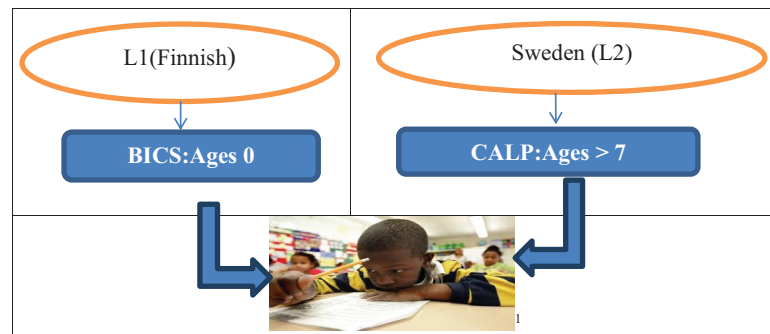 L1(Finnish)
Sweden (L2)
BICS:Ages 0
CALP:Ages > 7
1